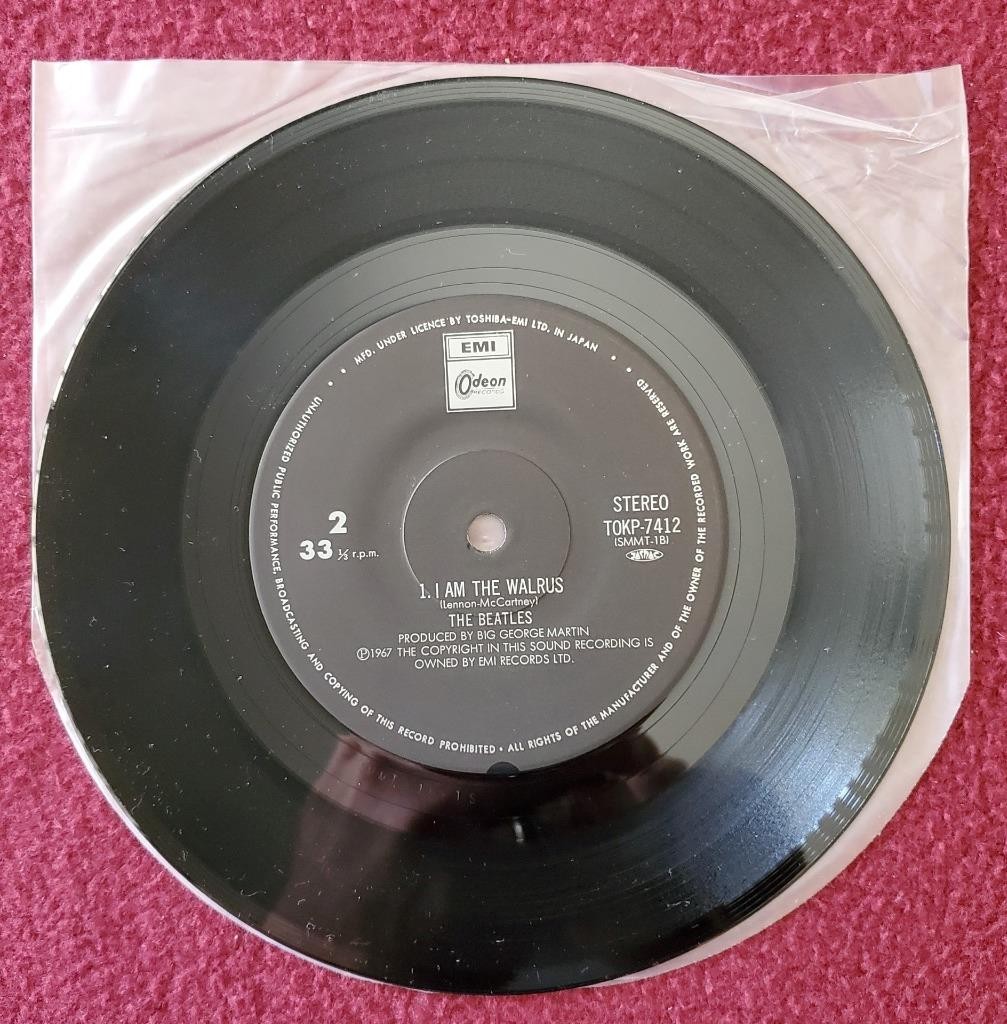 MFD. UNDER LICENCE BY TOSHIBA-EMI LTD. IN JAPAN •
EMI
Odeon
RECORDS
STEREO
TOKP-7412
(SMMT-1B)
JASRAC
2
33 ⅓ r.p.m.
1. I AM THE WALRUS
(Lennon-McCartney)
THE BEATLES
PRODUCED BY BIG GEORGE MARTIN
℗1967 THE COPYRIGHT IN THIS SOUND RECORDING IS
OWNED BY EMI RECORDS LTD.
• UNAUTHORIZED PUBLIC PERFORMANCE, BROADCASTING AND COPYING OF THIS RECORD PROHIBITED • ALL RIGHTS OF THE MANUFACTURER AND OF THE OWNER OF THE RECORDED WORK ARE RESERVED